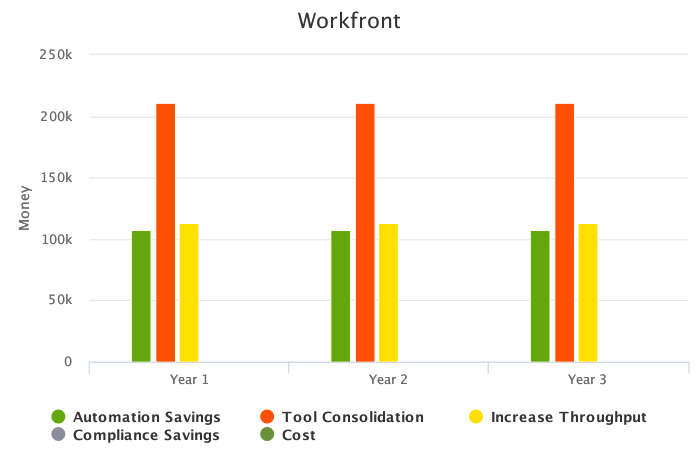 Workfront
250k
200k
150k
100k
50k
0
Money
Year 1 Year 2 Year 3
Automation Savings Tool Consolidation Increase Throughput
Compliance Savings Cost